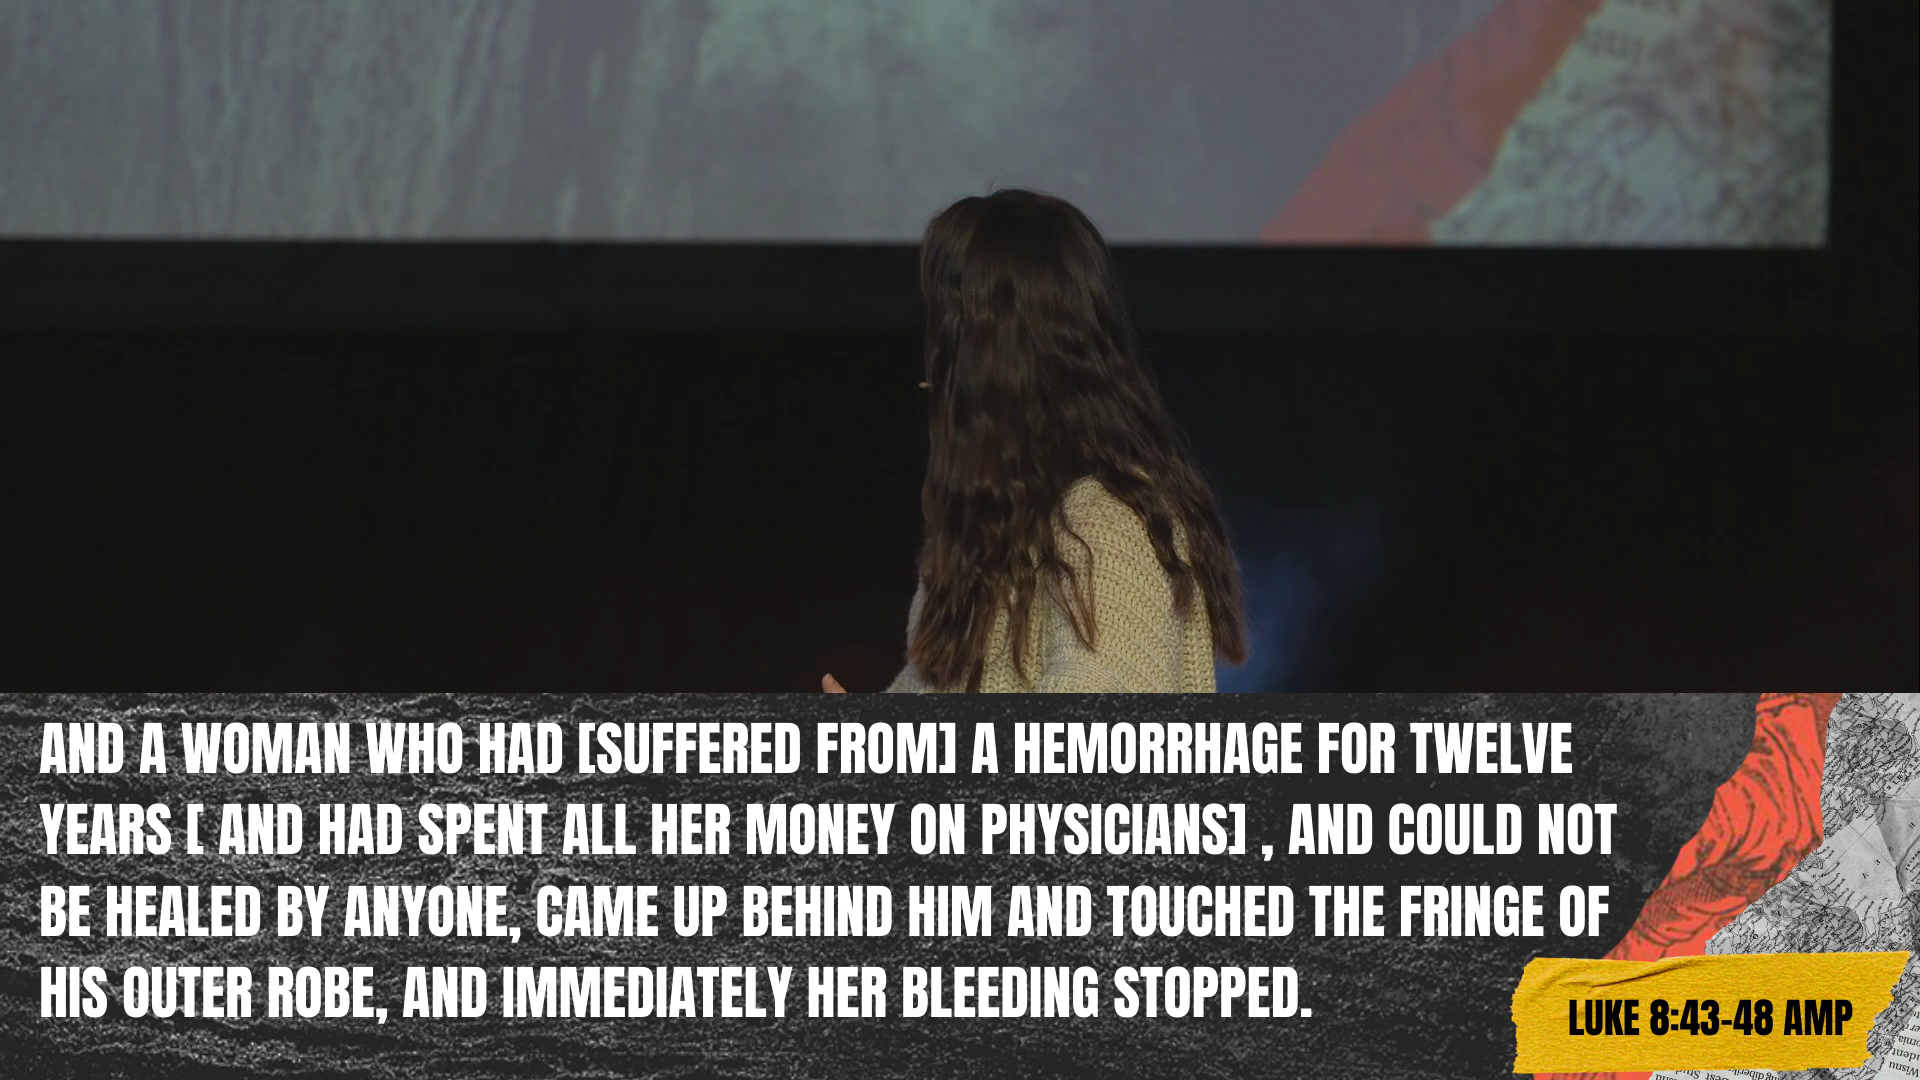 AND A WOMAN WHO HAD [SUFFERED FROM] A HEMORRHAGE FOR TWELVE
YEARS [ AND HAD SPENT ALL HER MONEY ON PHYSICIANS] , AND COULD NOT
BE HEALED BY ANYONE, CAME UP BEHIND HIM AND TOUCHED THE FRINGE OF
HIS OUTER ROBE, AND IMMEDIATELY HER BLEEDING STOPPED.
LUKE 8:43-48 AMP